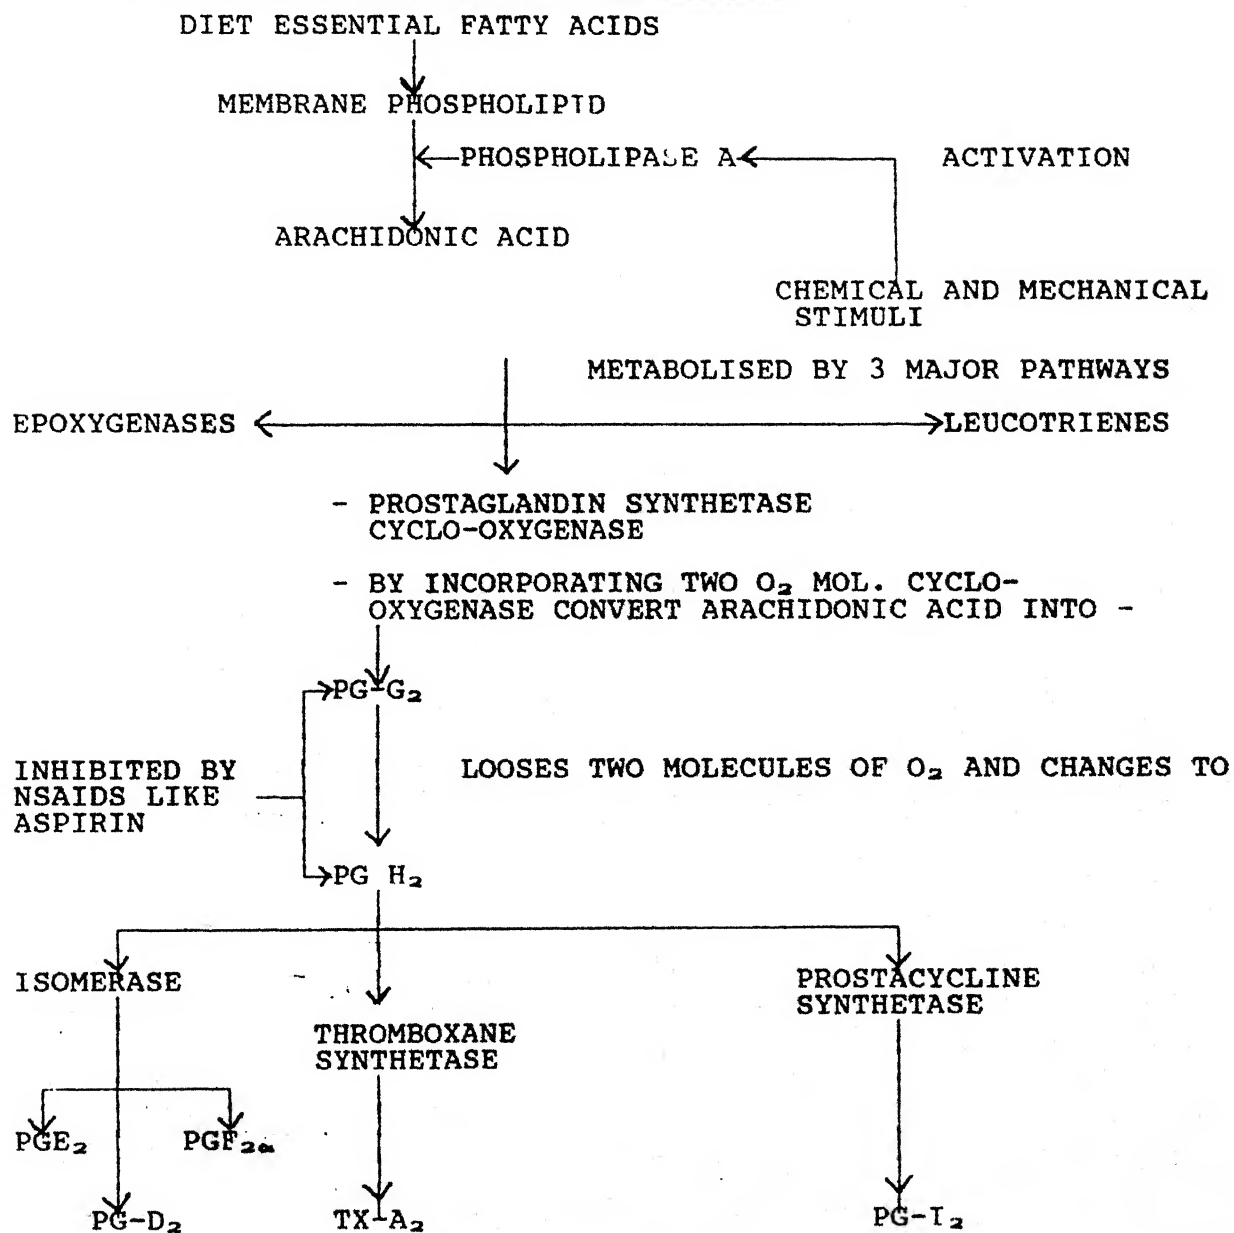 DIET ESSENTIAL FATTY ACIDS
MEMBRANE PHOSPHOLIPID
PHOSPHOLIPASE A
ACTIVATION
ARACHIDONIC ACID
CHEMICAL AND MECHANICAL
STIMULI
METABOLISED BY 3 MAJOR PATHWAYS
EPOXYGENASES
LEUCOTRIENES
- PROSTAGLANDIN SYNTHETASE
CYCLO-OXYGENASE
- BY INCORPORATING TWO O₂ MOL. CYCLO-
OXYGENASE CONVERT ARACHIDONIC ACID INTO -
PG-G₂
INHIBITED BY
NSAIDS LIKE
ASPIRIN
LOOSES TWO MOLECULES OF O₂ AND CHANGES TO
PG H₂
ISOMERASE
THROMBOXANE
SYNTHETASE
PROSTACYCLINE
SYNTHETASE
PGE₂
PGF₂α
PG-D₂
TX-A₂
PG-I₂